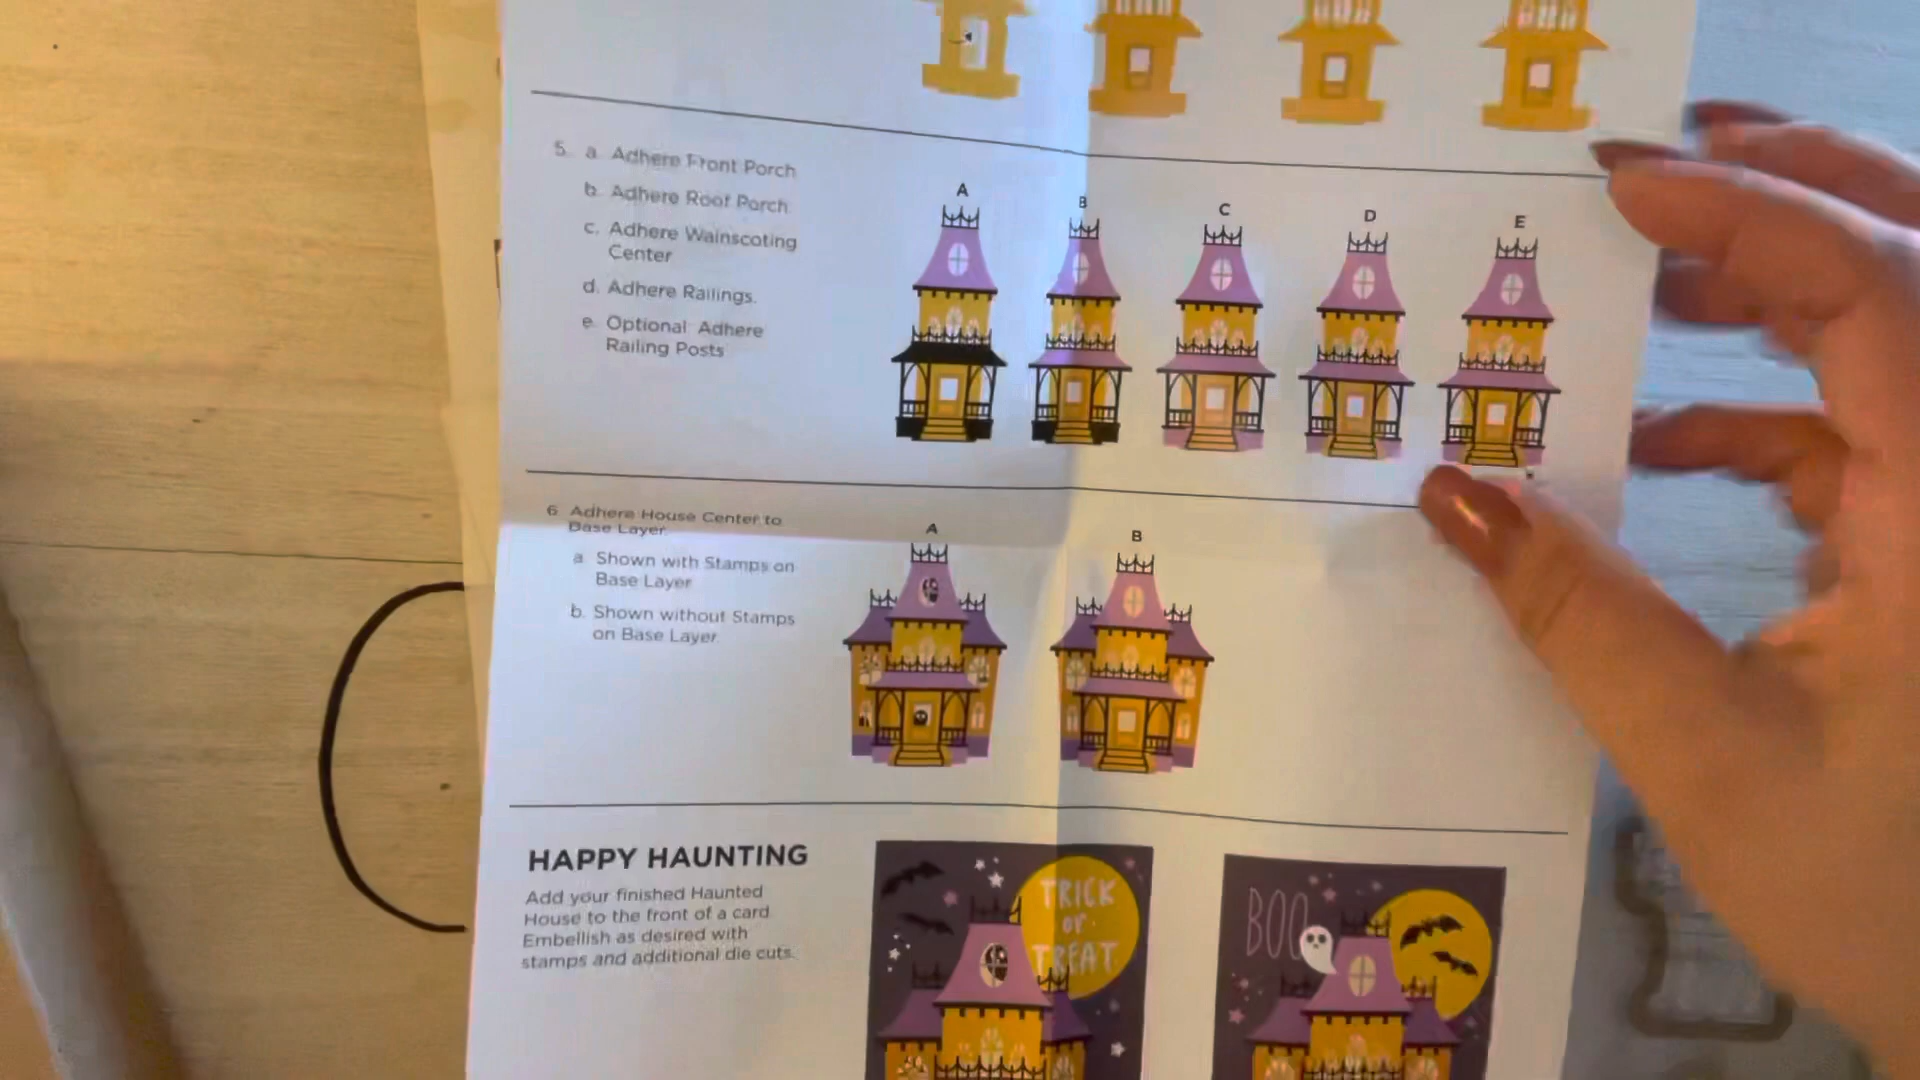 5. a. Adhere Front Porch
b. Adhere Roof Porch
c. Adhere Wainscoting
Center
d. Adhere Railings.
e. Optional: Adhere
Railing Posts
A
B
C
D
E
6. Adhere House Center to
Base Layer.
a. Shown with Stamps on
Base Layer
b. Shown without Stamps
on Base Layer
A
B
HAPPY HAUNTING
Add your finished Haunted
House to the front of a card.
Embellish as desired with
stamps and additional die cuts.
TRICK
or
TREAT
BOO